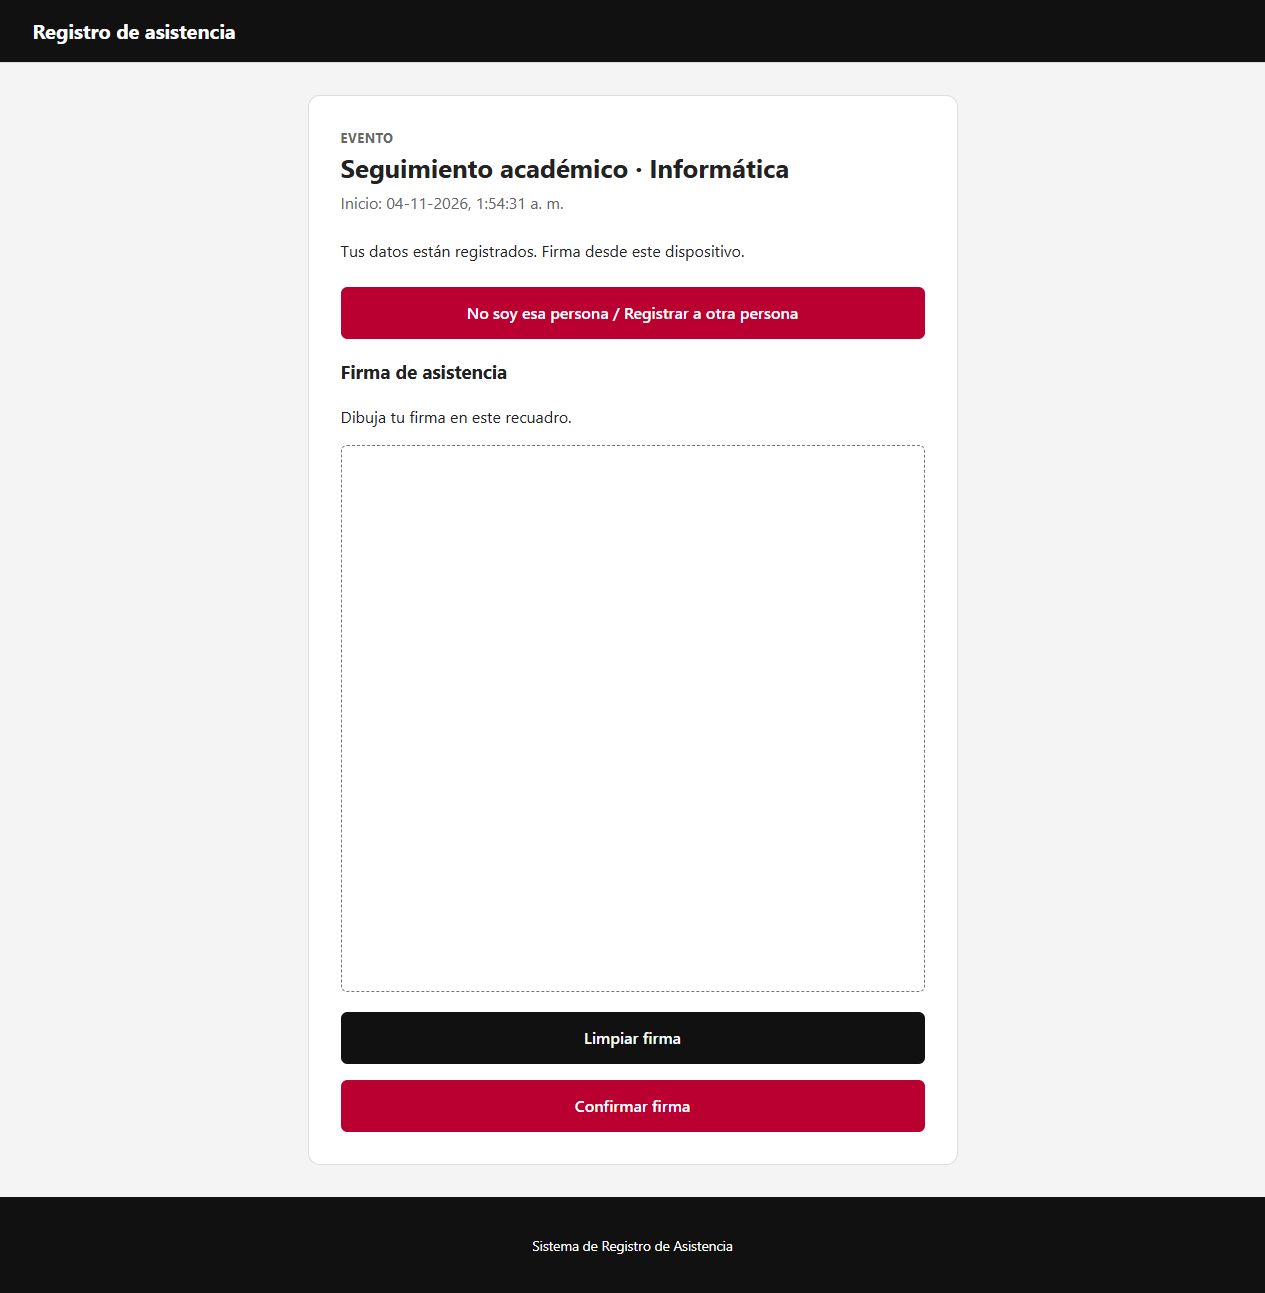 Registro de asistencia
EVENTO
Seguimiento académico · Informática
Inicio: 04-11-2026, 1:54:31 a. m.
Tus datos están registrados. Firma desde este dispositivo.
No soy esa persona / Registrar a otra persona
Firma de asistencia
Dibuja tu firma en este recuadro.
Limpiar firma
Confirmar firma
Sistema de Registro de Asistencia